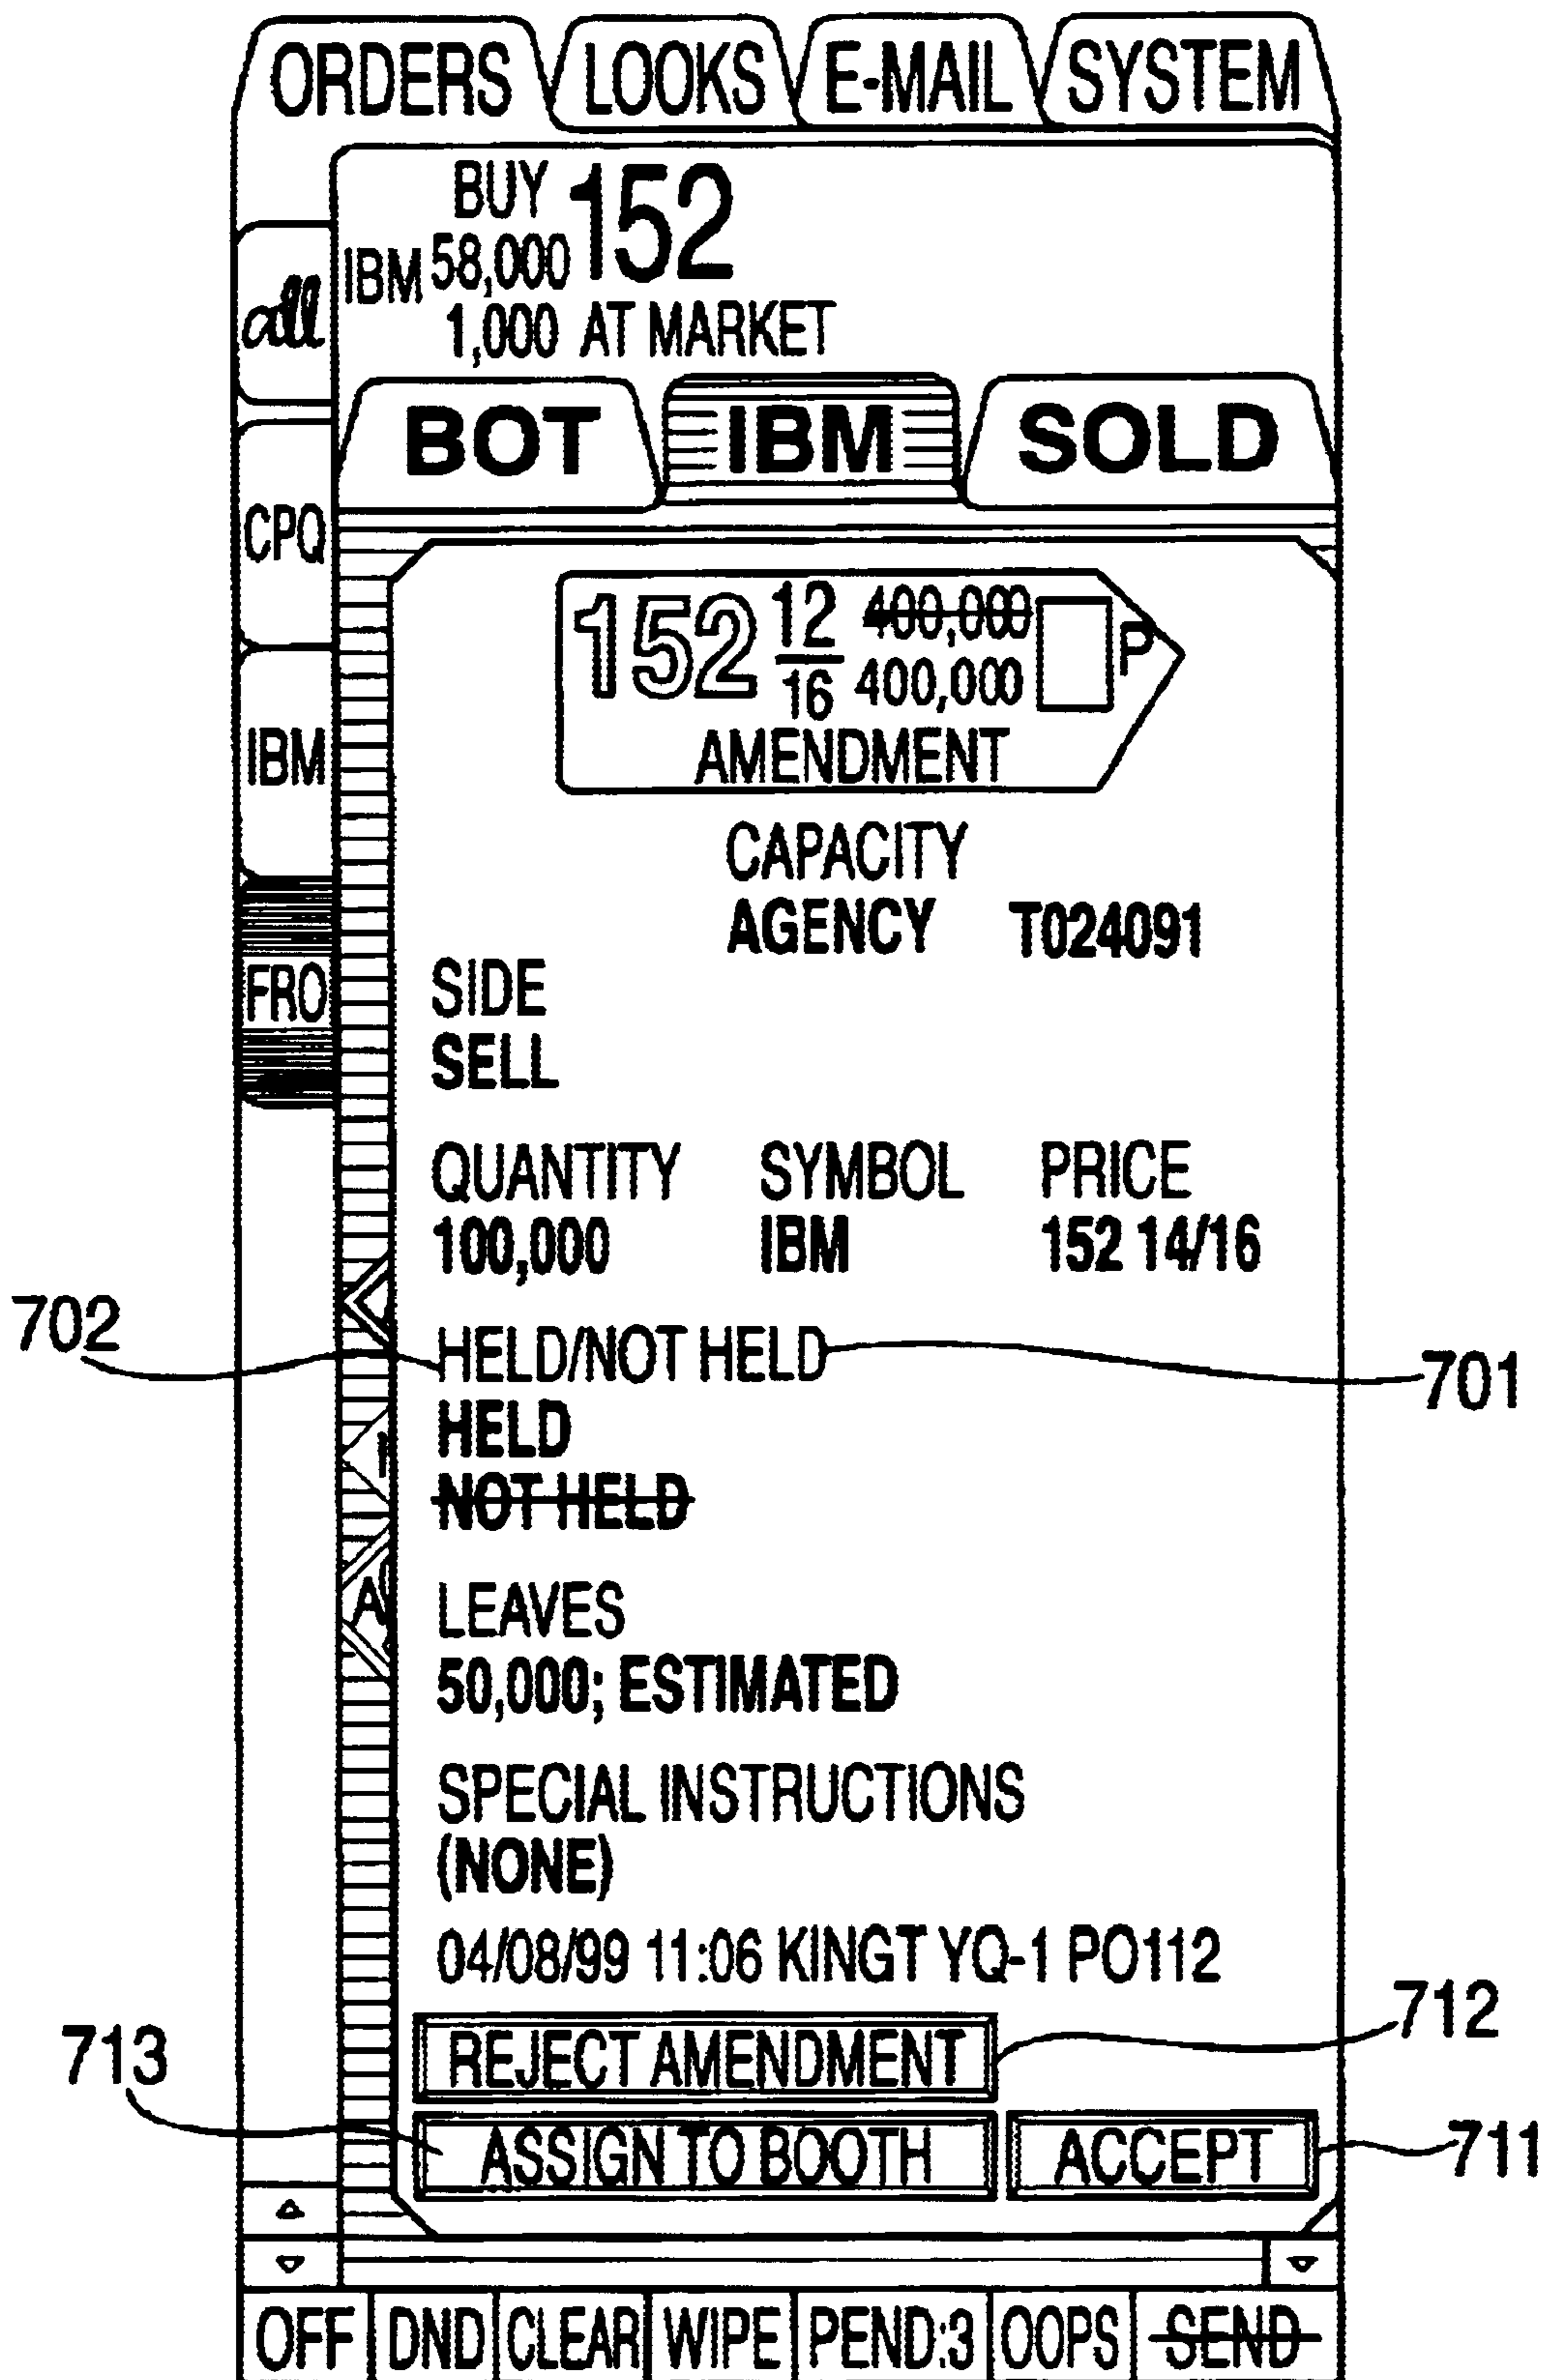 ORDERS LOOKS E-MAIL SYSTEM
BUY 152
IBM 58,000
1,000 AT MARKET
all
BOT IBM SOLD
CPQ
152 12/16 400,000 P
400,000
AMENDMENT
IBM
CAPACITY
AGENCY T024091
FRO
SIDE
SELL
QUANTITY SYMBOL PRICE
100,000 IBM 152 14/16
702
HELD/NOT HELD
701
HELD
NOT HELD
A
LEAVES
50,000; ESTIMATED
SPECIAL INSTRUCTIONS
(NONE)
04/08/99 11:06 KINGT YQ-1 PO112
712
REJECT AMENDMENT
713
ASSIGN TO BOOTH ACCEPT
711
OFF DND CLEAR WIPE PEND:3 OOPS SEND